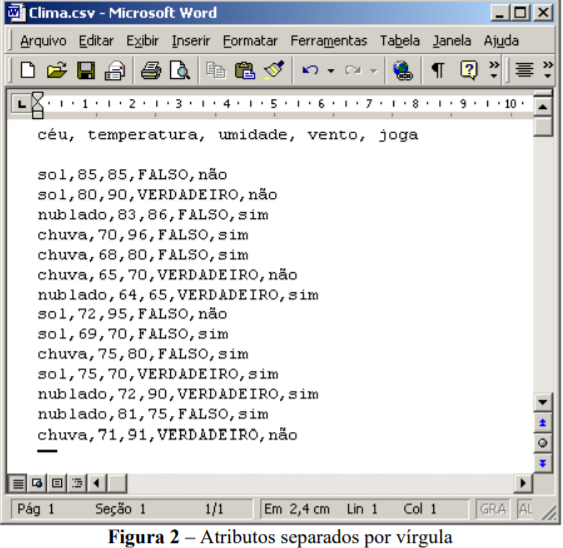 Clima.csv - Microsoft Word
Arquivo Editar Exibir Inserir Formatar Ferramentas Tabela Janela Ajuda
1 2 3 4 5 6 7 8 9 10
céu, temperatura, umidade, vento, joga
sol,85,85,FALSO,não
sol,80,90,VERDADEIRO,não
nublado,83,86,FALSO,sim
chuva,70,96,FALSO,sim
chuva,68,80,FALSO,sim
chuva,65,70,VERDADEIRO,não
nublado,64,65,VERDADEIRO,sim
sol,72,95,FALSO,não
sol,69,70,FALSO,sim
chuva,75,80,FALSO,sim
sol,75,70,VERDADEIRO,sim
nublado,72,90,VERDADEIRO,sim
nublado,81,75,FALSO,sim
chuva,71,91,VERDADEIRO,não
Pág 1 Seção 1 1/1 Em 2,4 cm Lin 1 Col 1 GRA AL
Figura 2 – Atributos separados por vírgula